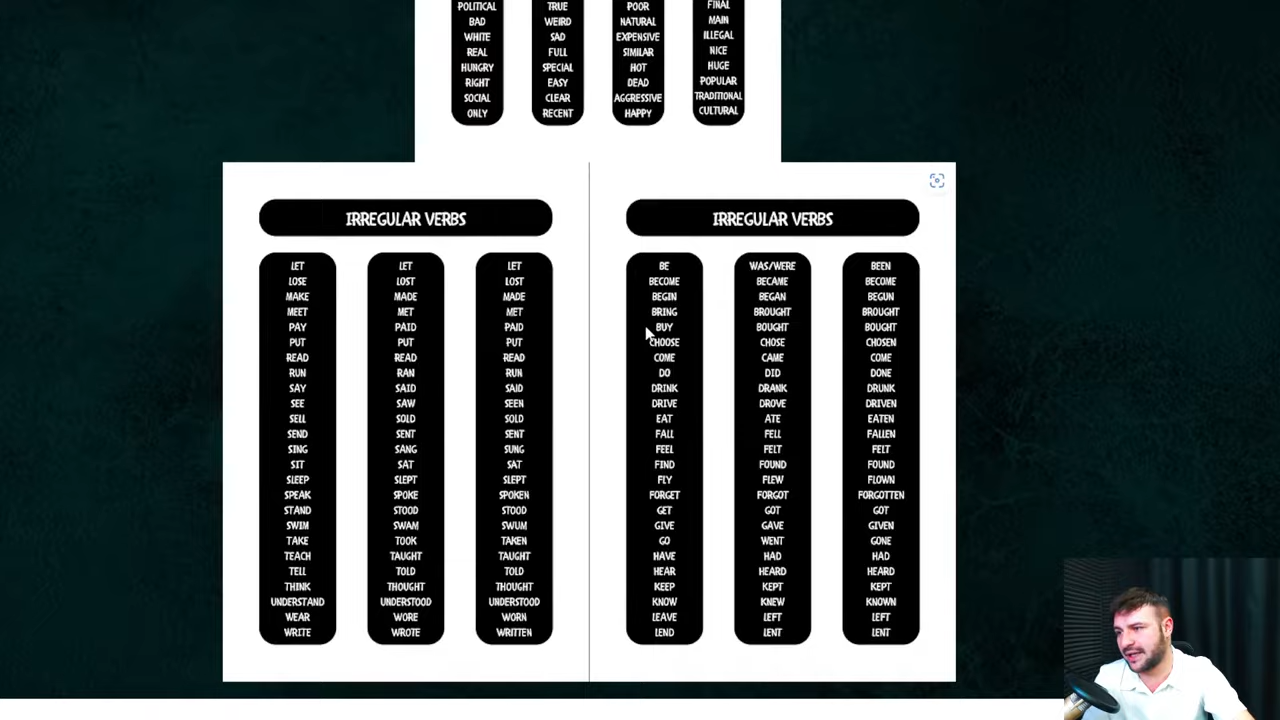 POLITICAL TRUE POOR FINAL
BAD WEIRD NATURAL MAIN
WHITE SAD EXPENSIVE ILLEGAL
REAL FULL SIMILAR NICE
HUNGRY SPECIAL HOT HUGE
RIGHT EASY DEAD POPULAR
SOCIAL CLEAR AGGRESSIVE TRADITIONAL
ONLY RECENT HAPPY CULTURAL
IRREGULAR VERBS
LET LET LET
LOSE LOST LOST
MAKE MADE MADE
MEET MET MET
PAY PAID PAID
PUT PUT PUT
READ READ READ
RUN RAN RUN
SAY SAID SAID
SEE SAW SEEN
SELL SOLD SOLD
SEND SENT SENT
SING SANG SUNG
SIT SAT SAT
SLEEP SLEPT SLEPT
SPEAK SPOKE SPOKEN
STAND STOOD STOOD
SWIM SWAM SWUM
TAKE TOOK TAKEN
TEACH TAUGHT TAUGHT
TELL TOLD TOLD
THINK THOUGHT THOUGHT
UNDERSTAND UNDERSTOOD UNDERSTOOD
WEAR WORE WORN
WRITE WROTE WRITTEN
IRREGULAR VERBS
BE WAS/WERE BEEN
BECOME BECAME BECOME
BEGIN BEGAN BEGUN
BRING BROUGHT BROUGHT
BUY BOUGHT BOUGHT
CHOOSE CHOSE CHOSEN
COME CAME COME
DO DID DONE
DRINK DRANK DRUNK
DRIVE DROVE DRIVEN
EAT ATE EATEN
FALL FELL FALLEN
FEEL FELT FELT
FIND FOUND FOUND
FLY FLEW FLOWN
FORGET FORGOT FORGOTTEN
GET GOT GOT
GIVE GAVE GIVEN
GO WENT GONE
HAVE HAD HAD
HEAR HEARD HEARD
KEEP KEPT KEPT
KNOW KNEW KNOWN
LEAVE LEFT LEFT
LEND LENT LENT